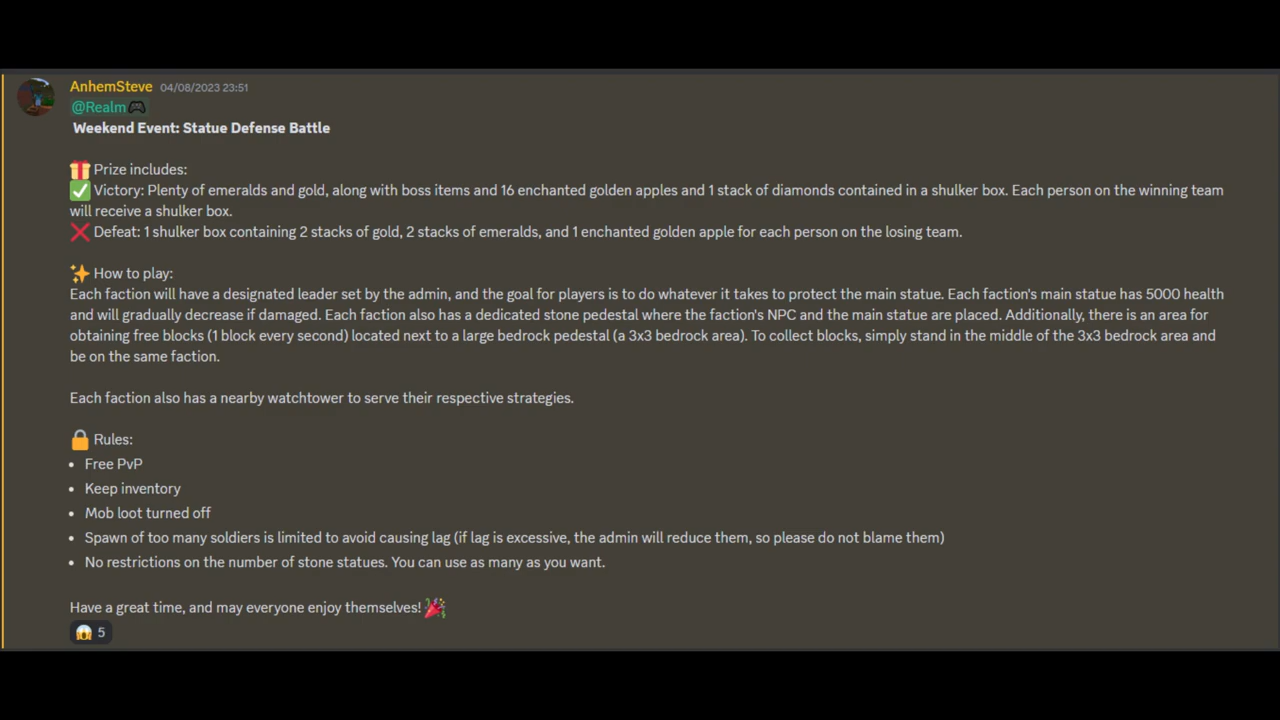 AnhemSteve 04/08/2023 23:51
@Realm🎮
Weekend Event: Statue Defense Battle
🎁 Prize includes:
✅ Victory: Plenty of emeralds and gold, along with boss items and 16 enchanted golden apples and 1 stack of diamonds contained in a shulker box. Each person on the winning team
will receive a shulker box.
❌ Defeat: 1 shulker box containing 2 stacks of gold, 2 stacks of emeralds, and 1 enchanted golden apple for each person on the losing team.
✨ How to play:
Each faction will have a designated leader set by the admin, and the goal for players is to do whatever it takes to protect the main statue. Each faction's main statue has 5000 health
and will gradually decrease if damaged. Each faction also has a dedicated stone pedestal where the faction's NPC and the main statue are placed. Additionally, there is an area for
obtaining free blocks (1 block every second) located next to a large bedrock pedestal (a 3x3 bedrock area). To collect blocks, simply stand in the middle of the 3x3 bedrock area and
be on the same faction.
Each faction also has a nearby watchtower to serve their respective strategies.
🔒 Rules:
• Free PvP
• Keep inventory
• Mob loot turned off
• Spawn of too many soldiers is limited to avoid causing lag (if lag is excessive, the admin will reduce them, so please do not blame them)
• No restrictions on the number of stone statues. You can use as many as you want.
Have a great time, and may everyone enjoy themselves! 🎉
😱 5